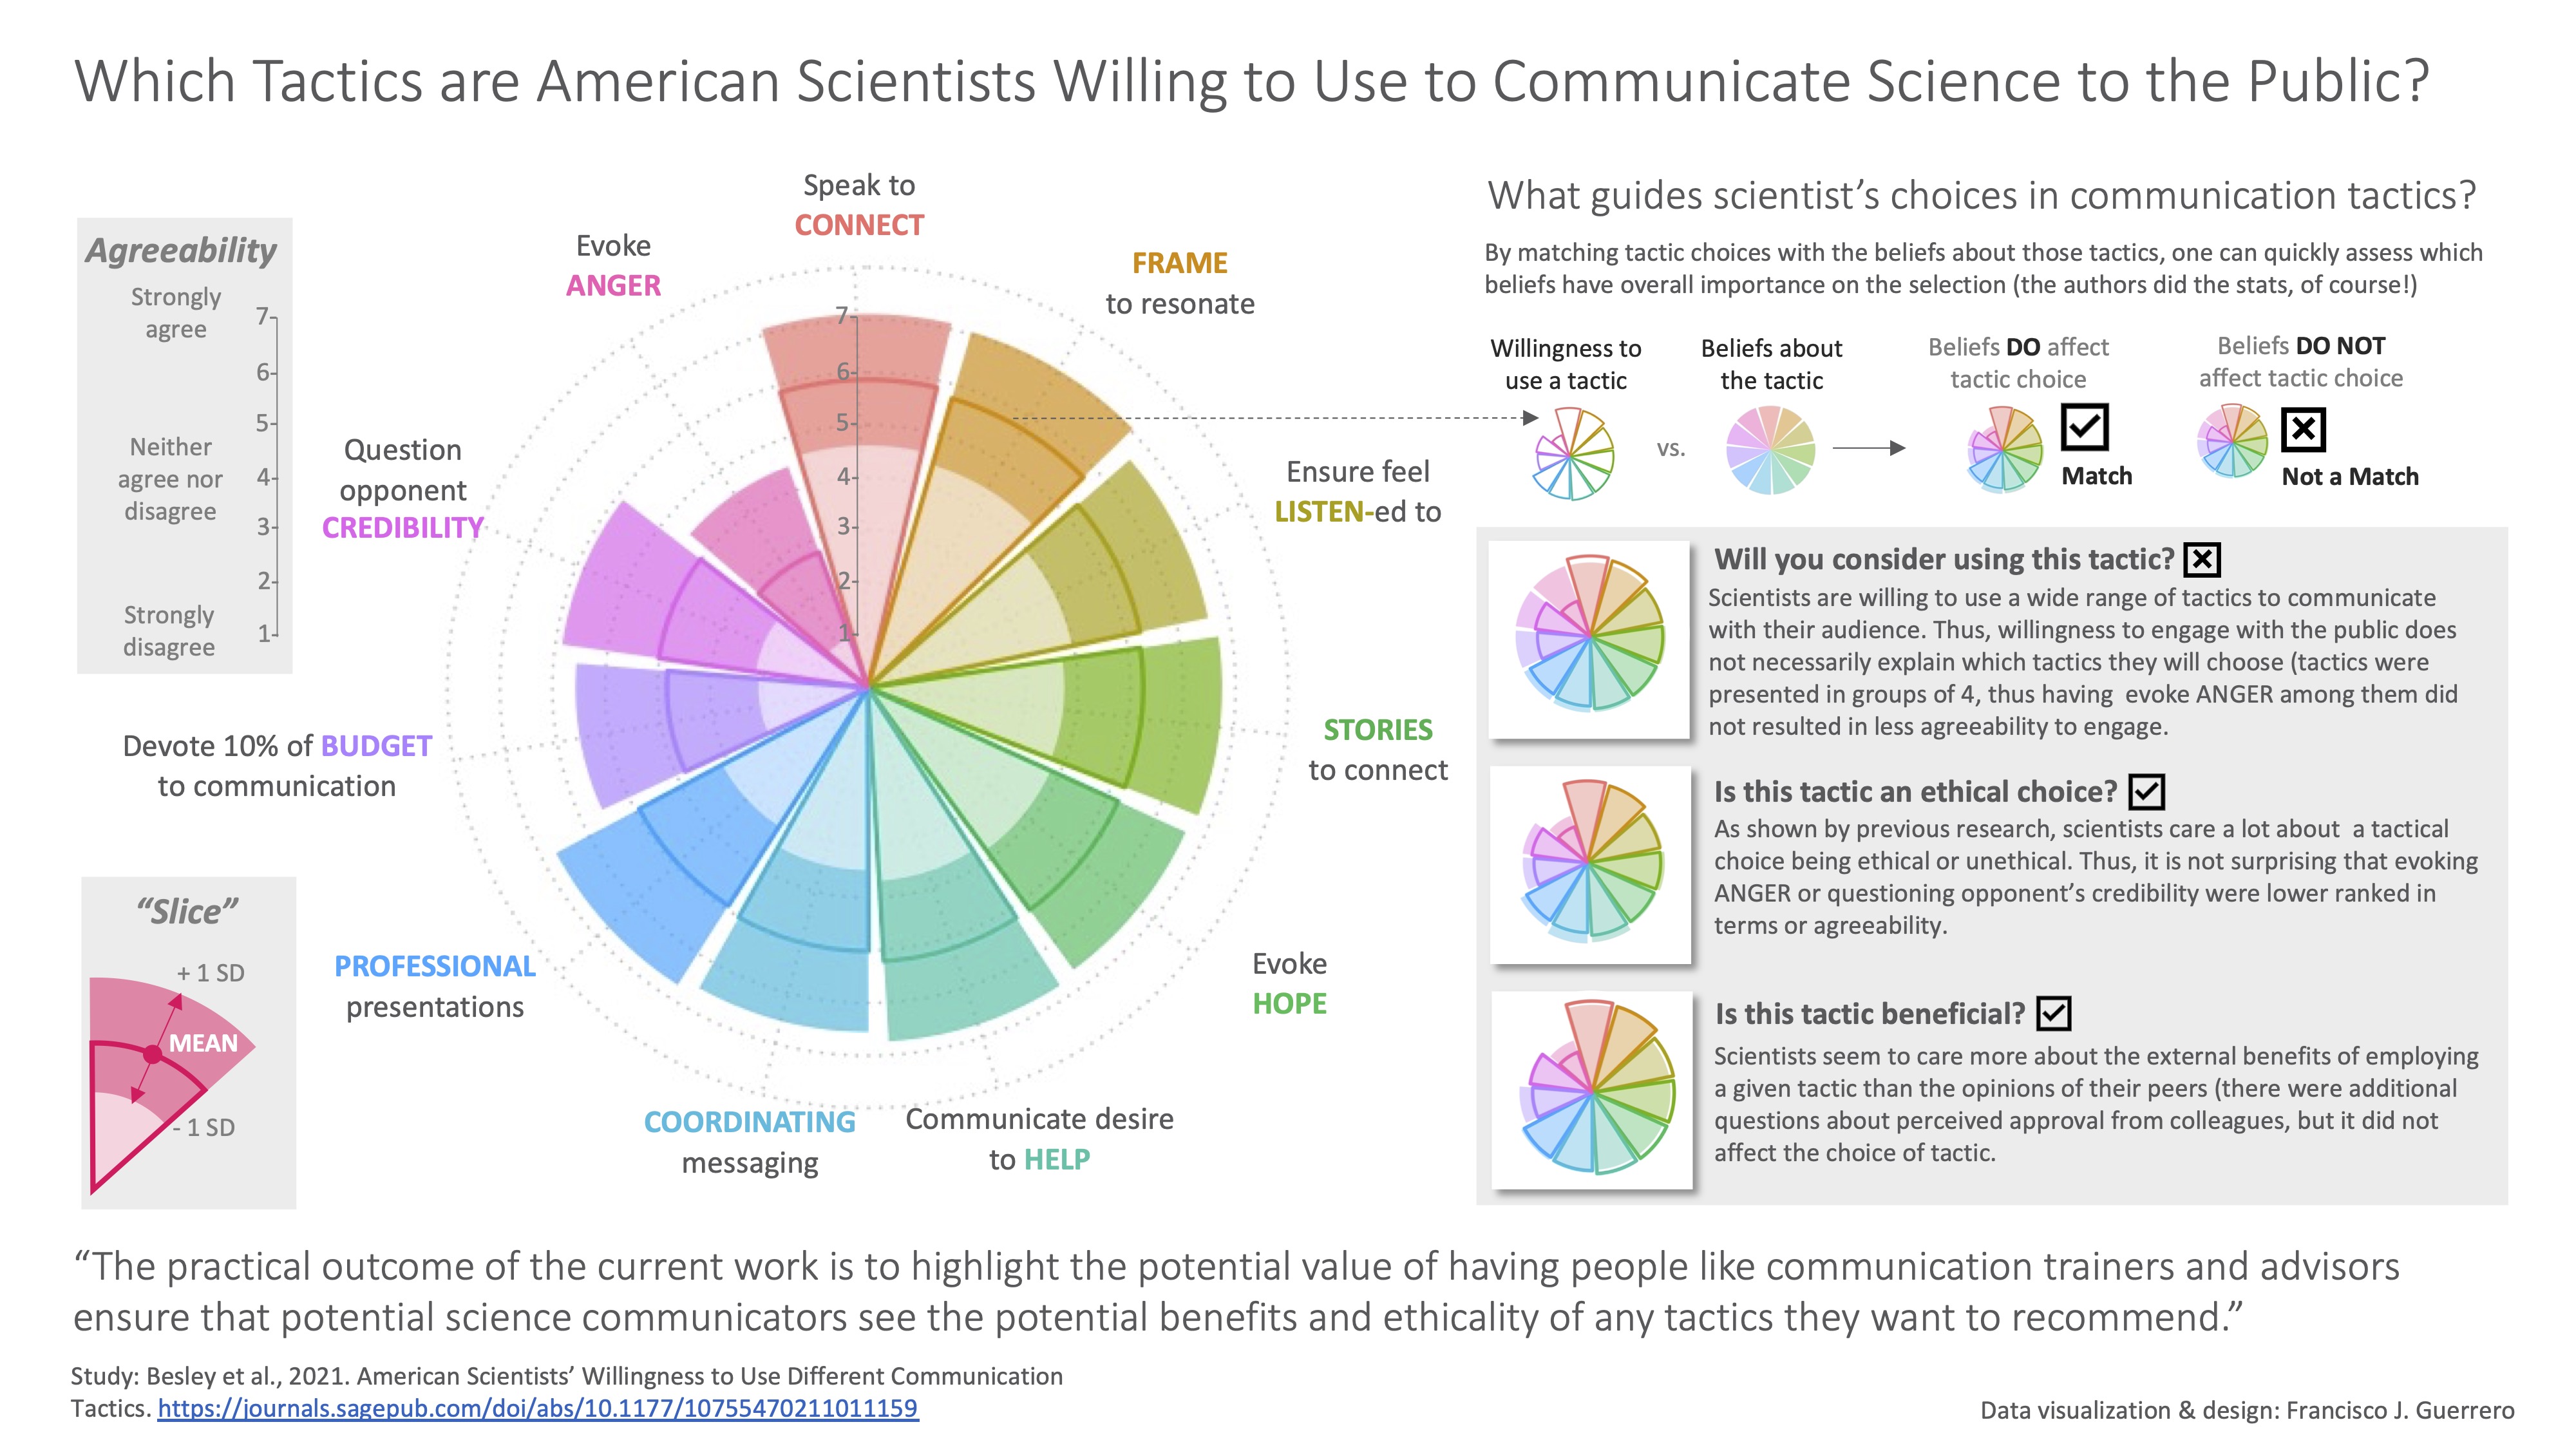 Which Tactics are American Scientists Willing to Use to Communicate Science to the Public?
Agreeability
Strongly
agree
7
6
5
Neither
agree nor
disagree
4
3
2
Strongly
disagree
1
Speak to
CONNECT
FRAME
to resonate
Ensure feel
LISTEN-ed to
STORIES
to connect
Evoke
HOPE
Communicate desire
to HELP
COORDINATING
messaging
PROFESSIONAL
presentations
Devote 10% of BUDGET
to communication
Question
opponent
CREDIBILITY
Evoke
ANGER
7
6
5
4
3
2
1
“Slice”
+ 1 SD
MEAN
- 1 SD
What guides scientist’s choices in communication tactics?
By matching tactic choices with the beliefs about those tactics, one can quickly assess which
beliefs have overall importance on the selection (the authors did the stats, of course!)
Willingness to
use a tactic
vs.
Beliefs about
the tactic
Beliefs DO affect
tactic choice
Match
Beliefs DO NOT
affect tactic choice
Not a Match
Will you consider using this tactic?
Scientists are willing to use a wide range of tactics to communicate
with their audience. Thus, willingness to engage with the public does
not necessarily explain which tactics they will choose (tactics were
presented in groups of 4, thus having evoke ANGER among them did
not resulted in less agreeability to engage.
Is this tactic an ethical choice?
As shown by previous research, scientists care a lot about a tactical
choice being ethical or unethical. Thus, it is not surprising that evoking
ANGER or questioning opponent’s credibility were lower ranked in
terms or agreeability.
Is this tactic beneficial?
Scientists seem to care more about the external benefits of employing
a given tactic than the opinions of their peers (there were additional
questions about perceived approval from colleagues, but it did not
affect the choice of tactic.
“The practical outcome of the current work is to highlight the potential value of having people like communication trainers and advisors
ensure that potential science communicators see the potential benefits and ethicality of any tactics they want to recommend.”
Study: Besley et al., 2021. American Scientists’ Willingness to Use Different Communication
Tactics. https://journals.sagepub.com/doi/abs/10.1177/10755470211011159
Data visualization & design: Francisco J. Guerrero